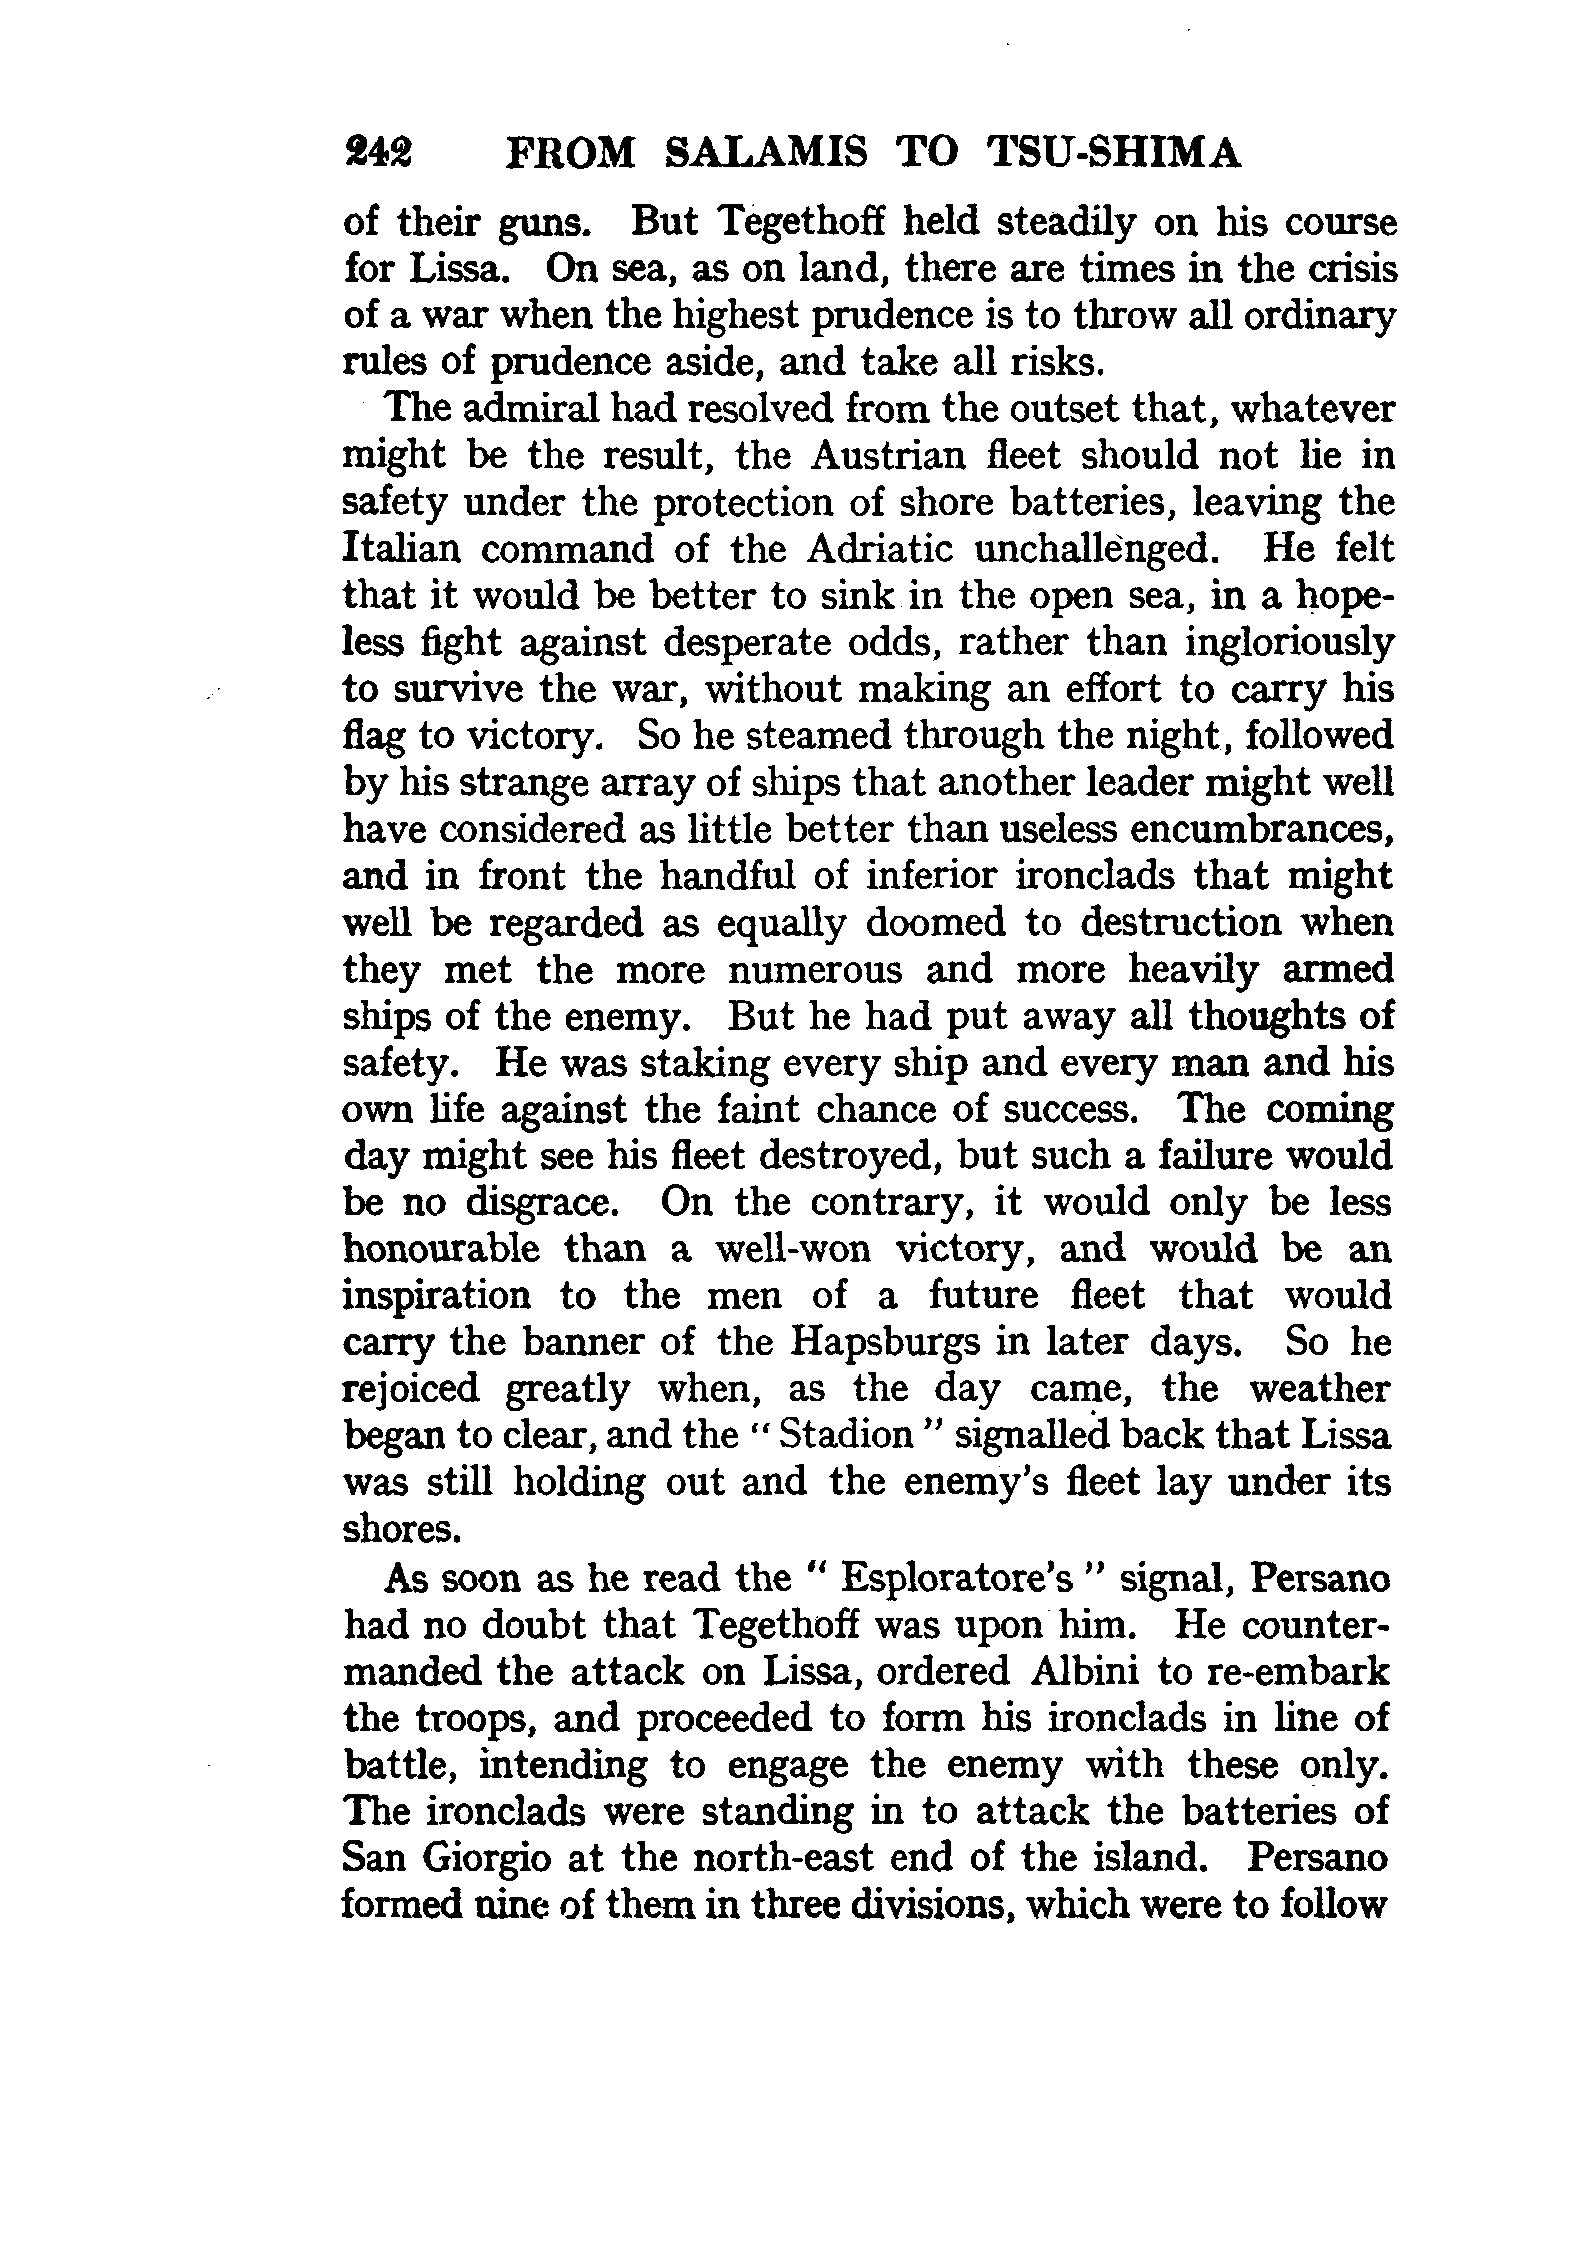 242 FROM SALAMIS TO TSU-SHIMA
of their guns. But Tegethoff held steadily on his course
for Lissa. On sea, as on land, there are times in the crisis
of a war when the highest prudence is to throw all ordinary
rules of prudence aside, and take all risks.
The admiral had resolved from the outset that, whatever
might be the result, the Austrian fleet should not lie in
safety under the protection of shore batteries, leaving the
Italian command of the Adriatic unchallenged. He felt
that it would be better to sink in the open sea, in a hope-
less fight against desperate odds, rather than ingloriously
to survive the war, without making an effort to carry his
flag to victory. So he steamed through the night, followed
by his strange array of ships that another leader might well
have considered as little better than useless encumbrances,
and in front the handful of inferior ironclads that might
well be regarded as equally doomed to destruction when
they met the more numerous and more heavily armed
ships of the enemy. But he had put away all thoughts of
safety. He was staking every ship and every man and his
own life against the faint chance of success. The coming
day might see his fleet destroyed, but such a failure would
be no disgrace. On the contrary, it would only be less
honourable than a well-won victory, and would be an
inspiration to the men of a future fleet that would
carry the banner of the Hapsburgs in later days. So he
rejoiced greatly when, as the day came, the weather
began to clear, and the “ Stadion ” signalled back that Lissa
was still holding out and the enemy's fleet lay under its
shores.
As soon as he read the “ Esploratore's ” signal, Persano
had no doubt that Tegethoff was upon him. He counter-
manded the attack on Lissa, ordered Albini to re-embark
the troops, and proceeded to form his ironclads in line of
battle, intending to engage the enemy with these only.
The ironclads were standing in to attack the batteries of
San Giorgio at the north-east end of the island. Persano
formed nine of them in three divisions, which were to follow